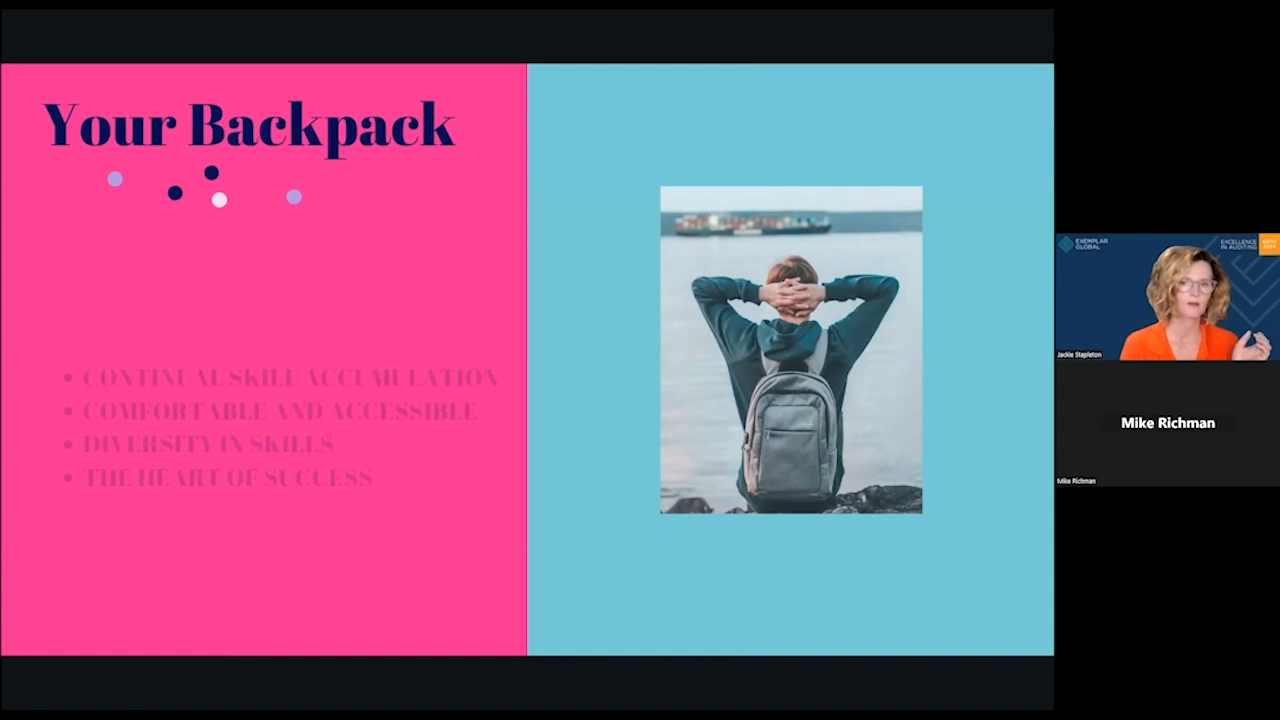 Your Backpack
• CONTINUAL SKILL ACCUMULATION
• COMFORTABLE AND ACCESSIBLE
• DIVERSITY IN SKILLS
• THE HEART OF SUCCESS
EXEMPLAR
GLOBAL
EXCELLENCE
IN AUDITING
EXPO
2024
Jackie Stapleton
Mike Richman
Mike Richman